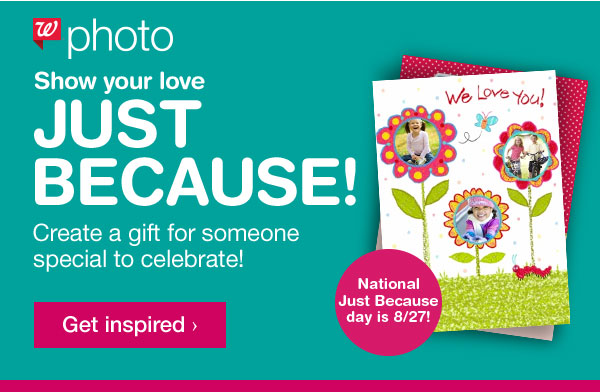 W photo
Show your love
JUST
BECAUSE!
Create a gift for someone
special to celebrate!
Get inspired ›
We Love You!
National
Just Because
day is 8/27!